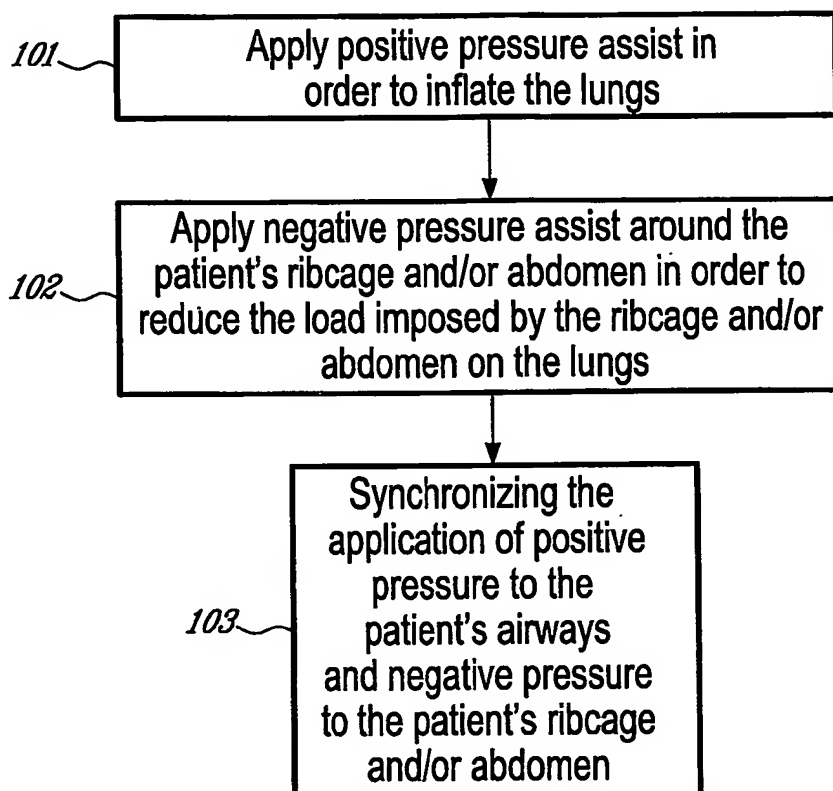 101
Apply positive pressure assist in
order to inflate the lungs
102
Apply negative pressure assist around the
patient's ribcage and/or abdomen in order to
reduce the load imposed by the ribcage and/or
abdomen on the lungs
103
Synchronizing the
application of positive
pressure to the
patient's airways
and negative pressure
to the patient's ribcage
and/or abdomen